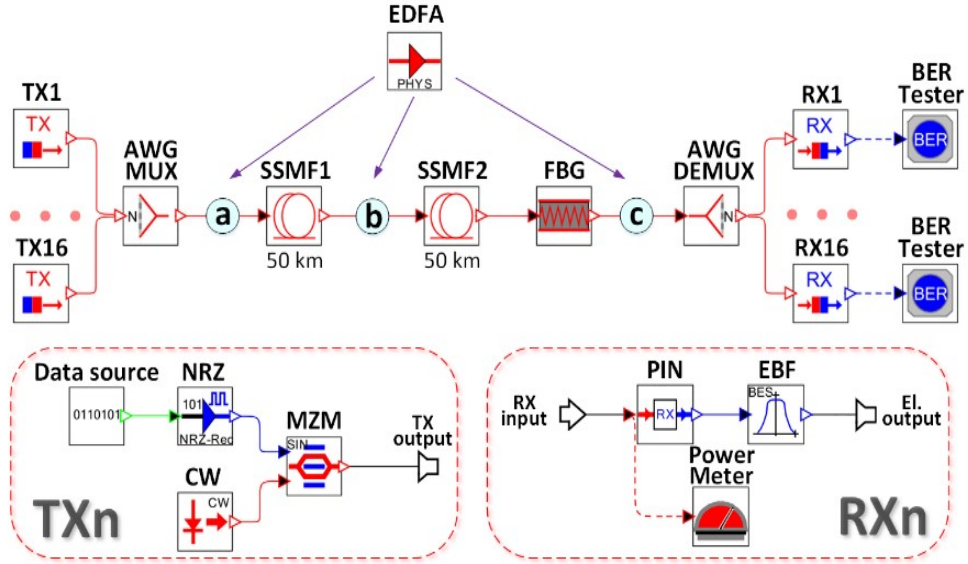 EDFA
PHYS
TX1
TX
AWG
MUX
N
a
SSMF1
50 km
b
SSMF2
50 km
FBG
c
AWG
DEMUX
N
RX1
RX
BER
Tester
BER
TX16
TX
RX16
RX
BER
Tester
BER
Data source
0110101
NRZ
101
NRZ-Rec
MZM
SIN
TX
output
CW
CW
TXn
RX
input
PIN
RX
EBF
BES
El.
output
Power
Meter
RXn